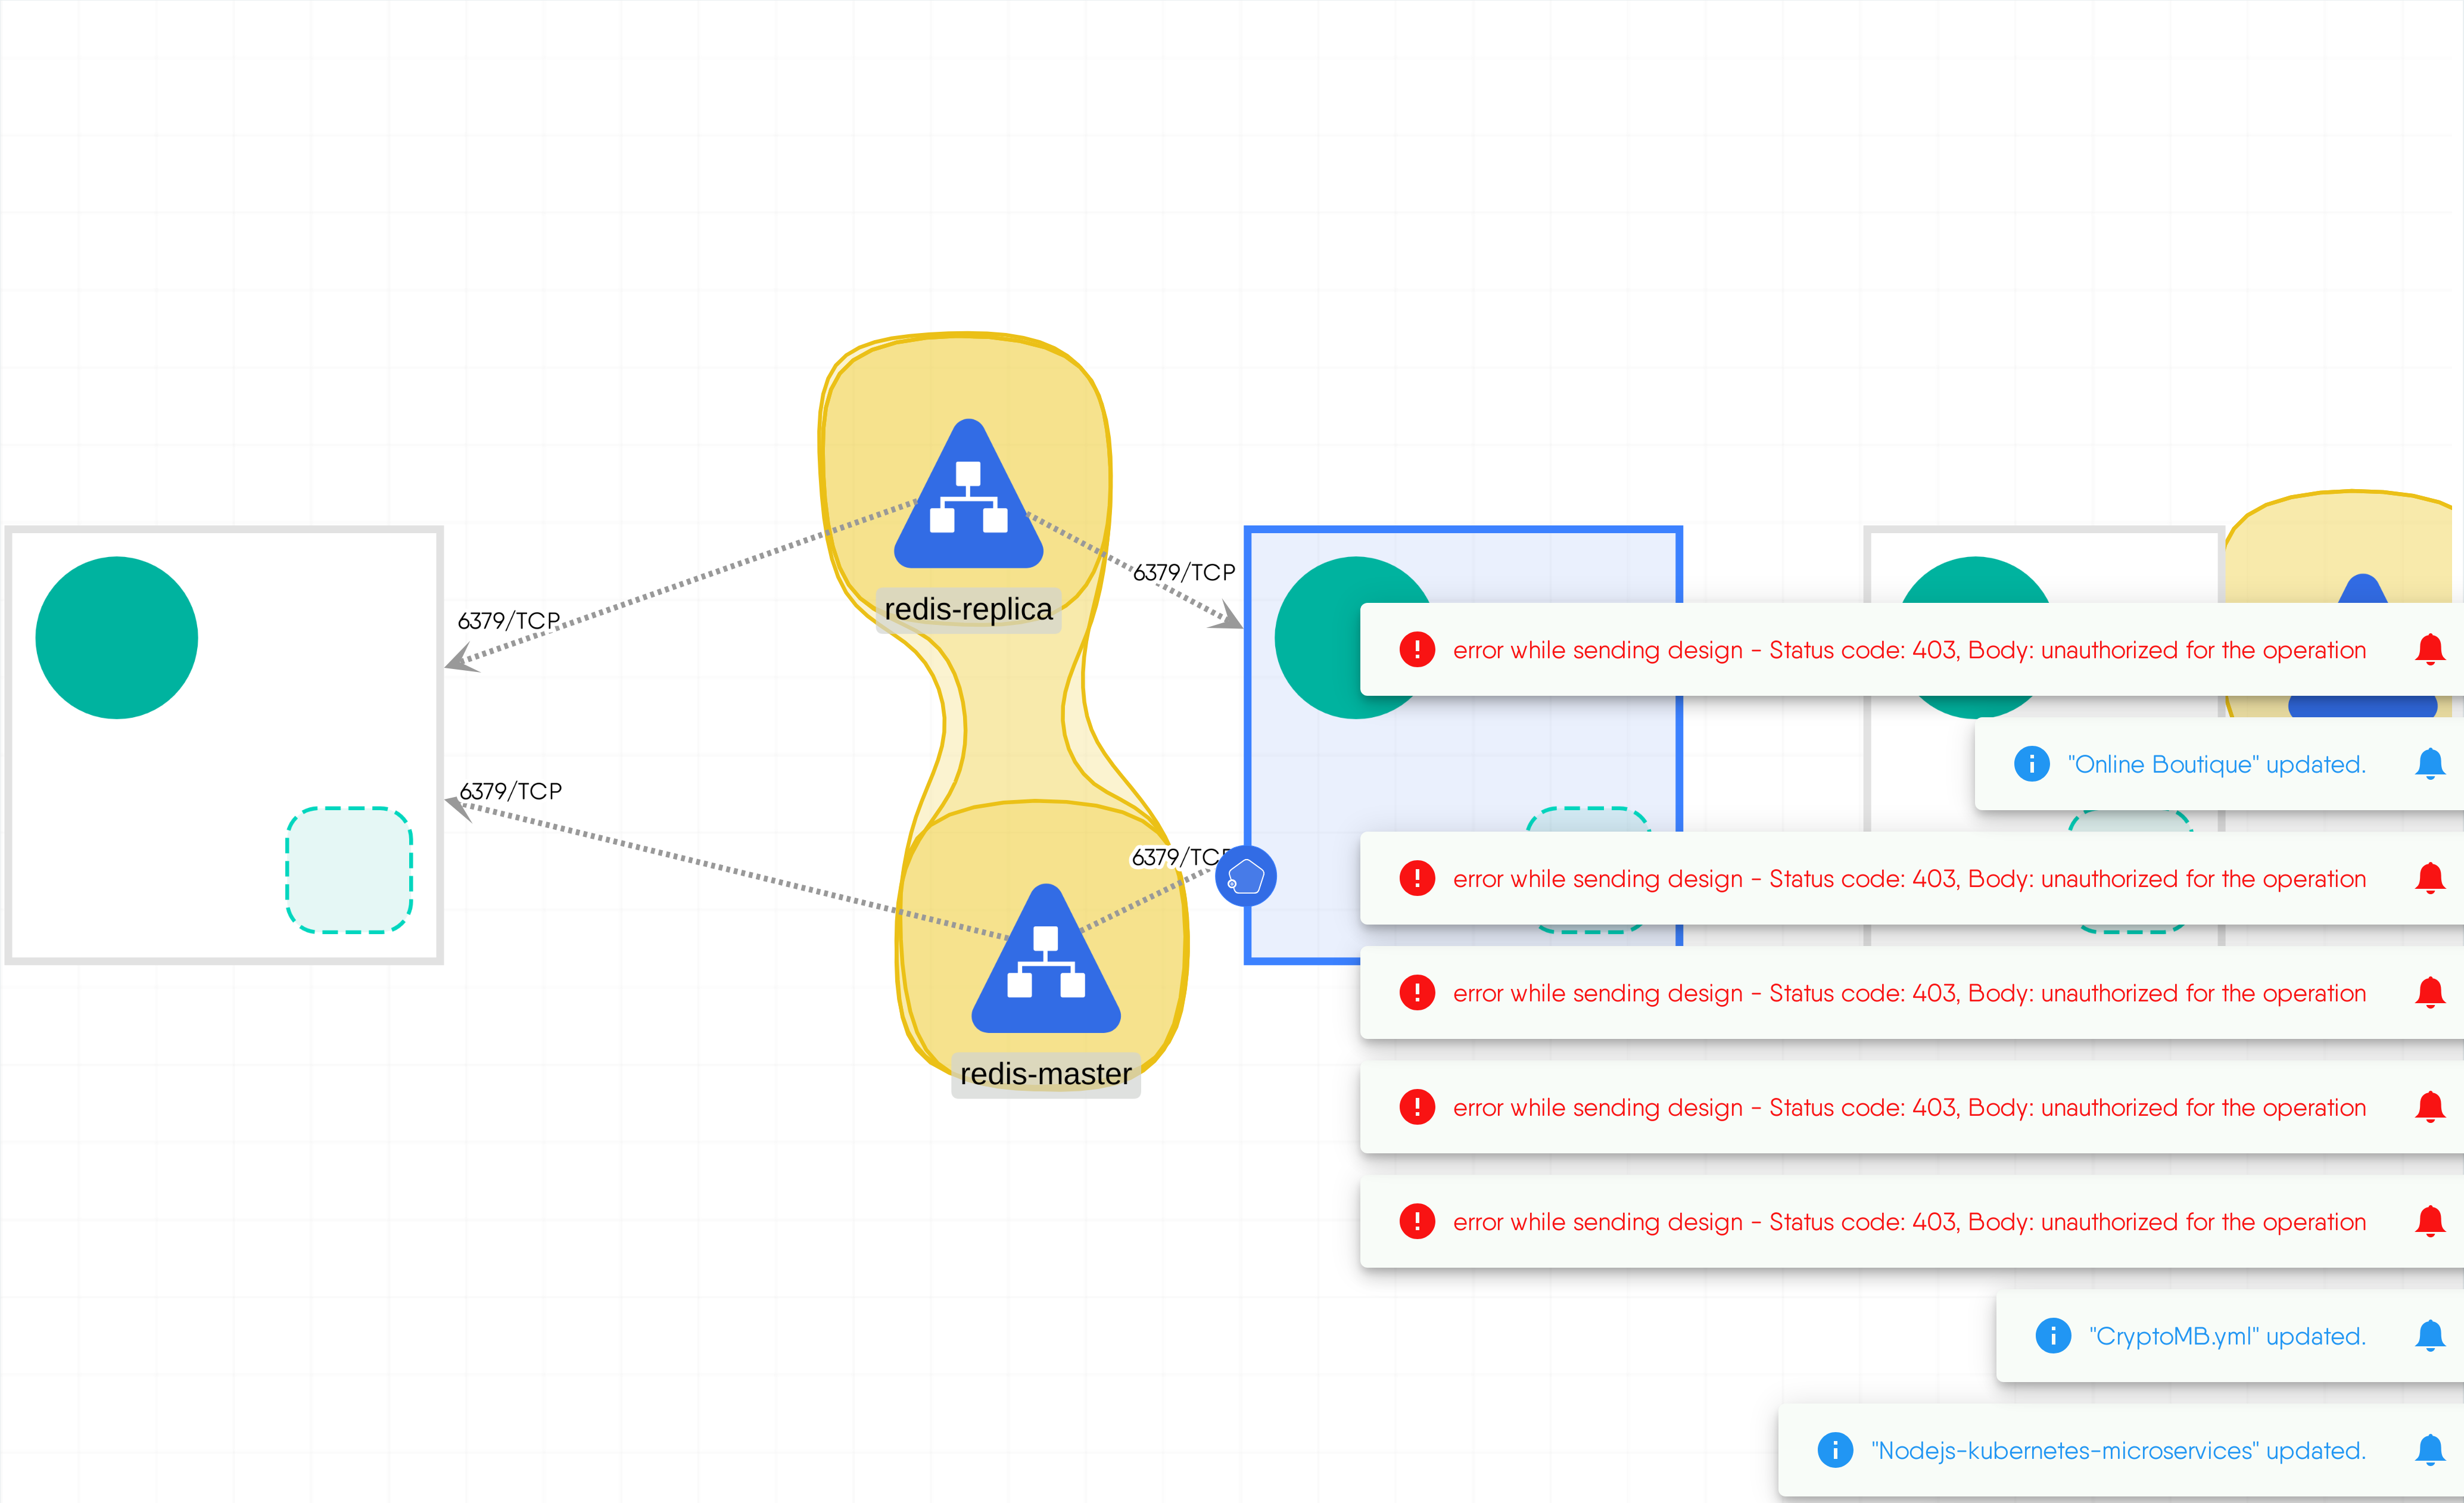 6379/TCP
redis-replica
6379/TCP
error while sending design - Status code: 403, Body: unauthorized for the operation
"Online Boutique" updated.
6379/TCP
6379/TCP
error while sending design - Status code: 403, Body: unauthorized for the operation
error while sending design - Status code: 403, Body: unauthorized for the operation
redis-master
error while sending design - Status code: 403, Body: unauthorized for the operation
error while sending design - Status code: 403, Body: unauthorized for the operation
"CryptoMB.yml" updated.
"Nodejs-kubernetes-microservices" updated.